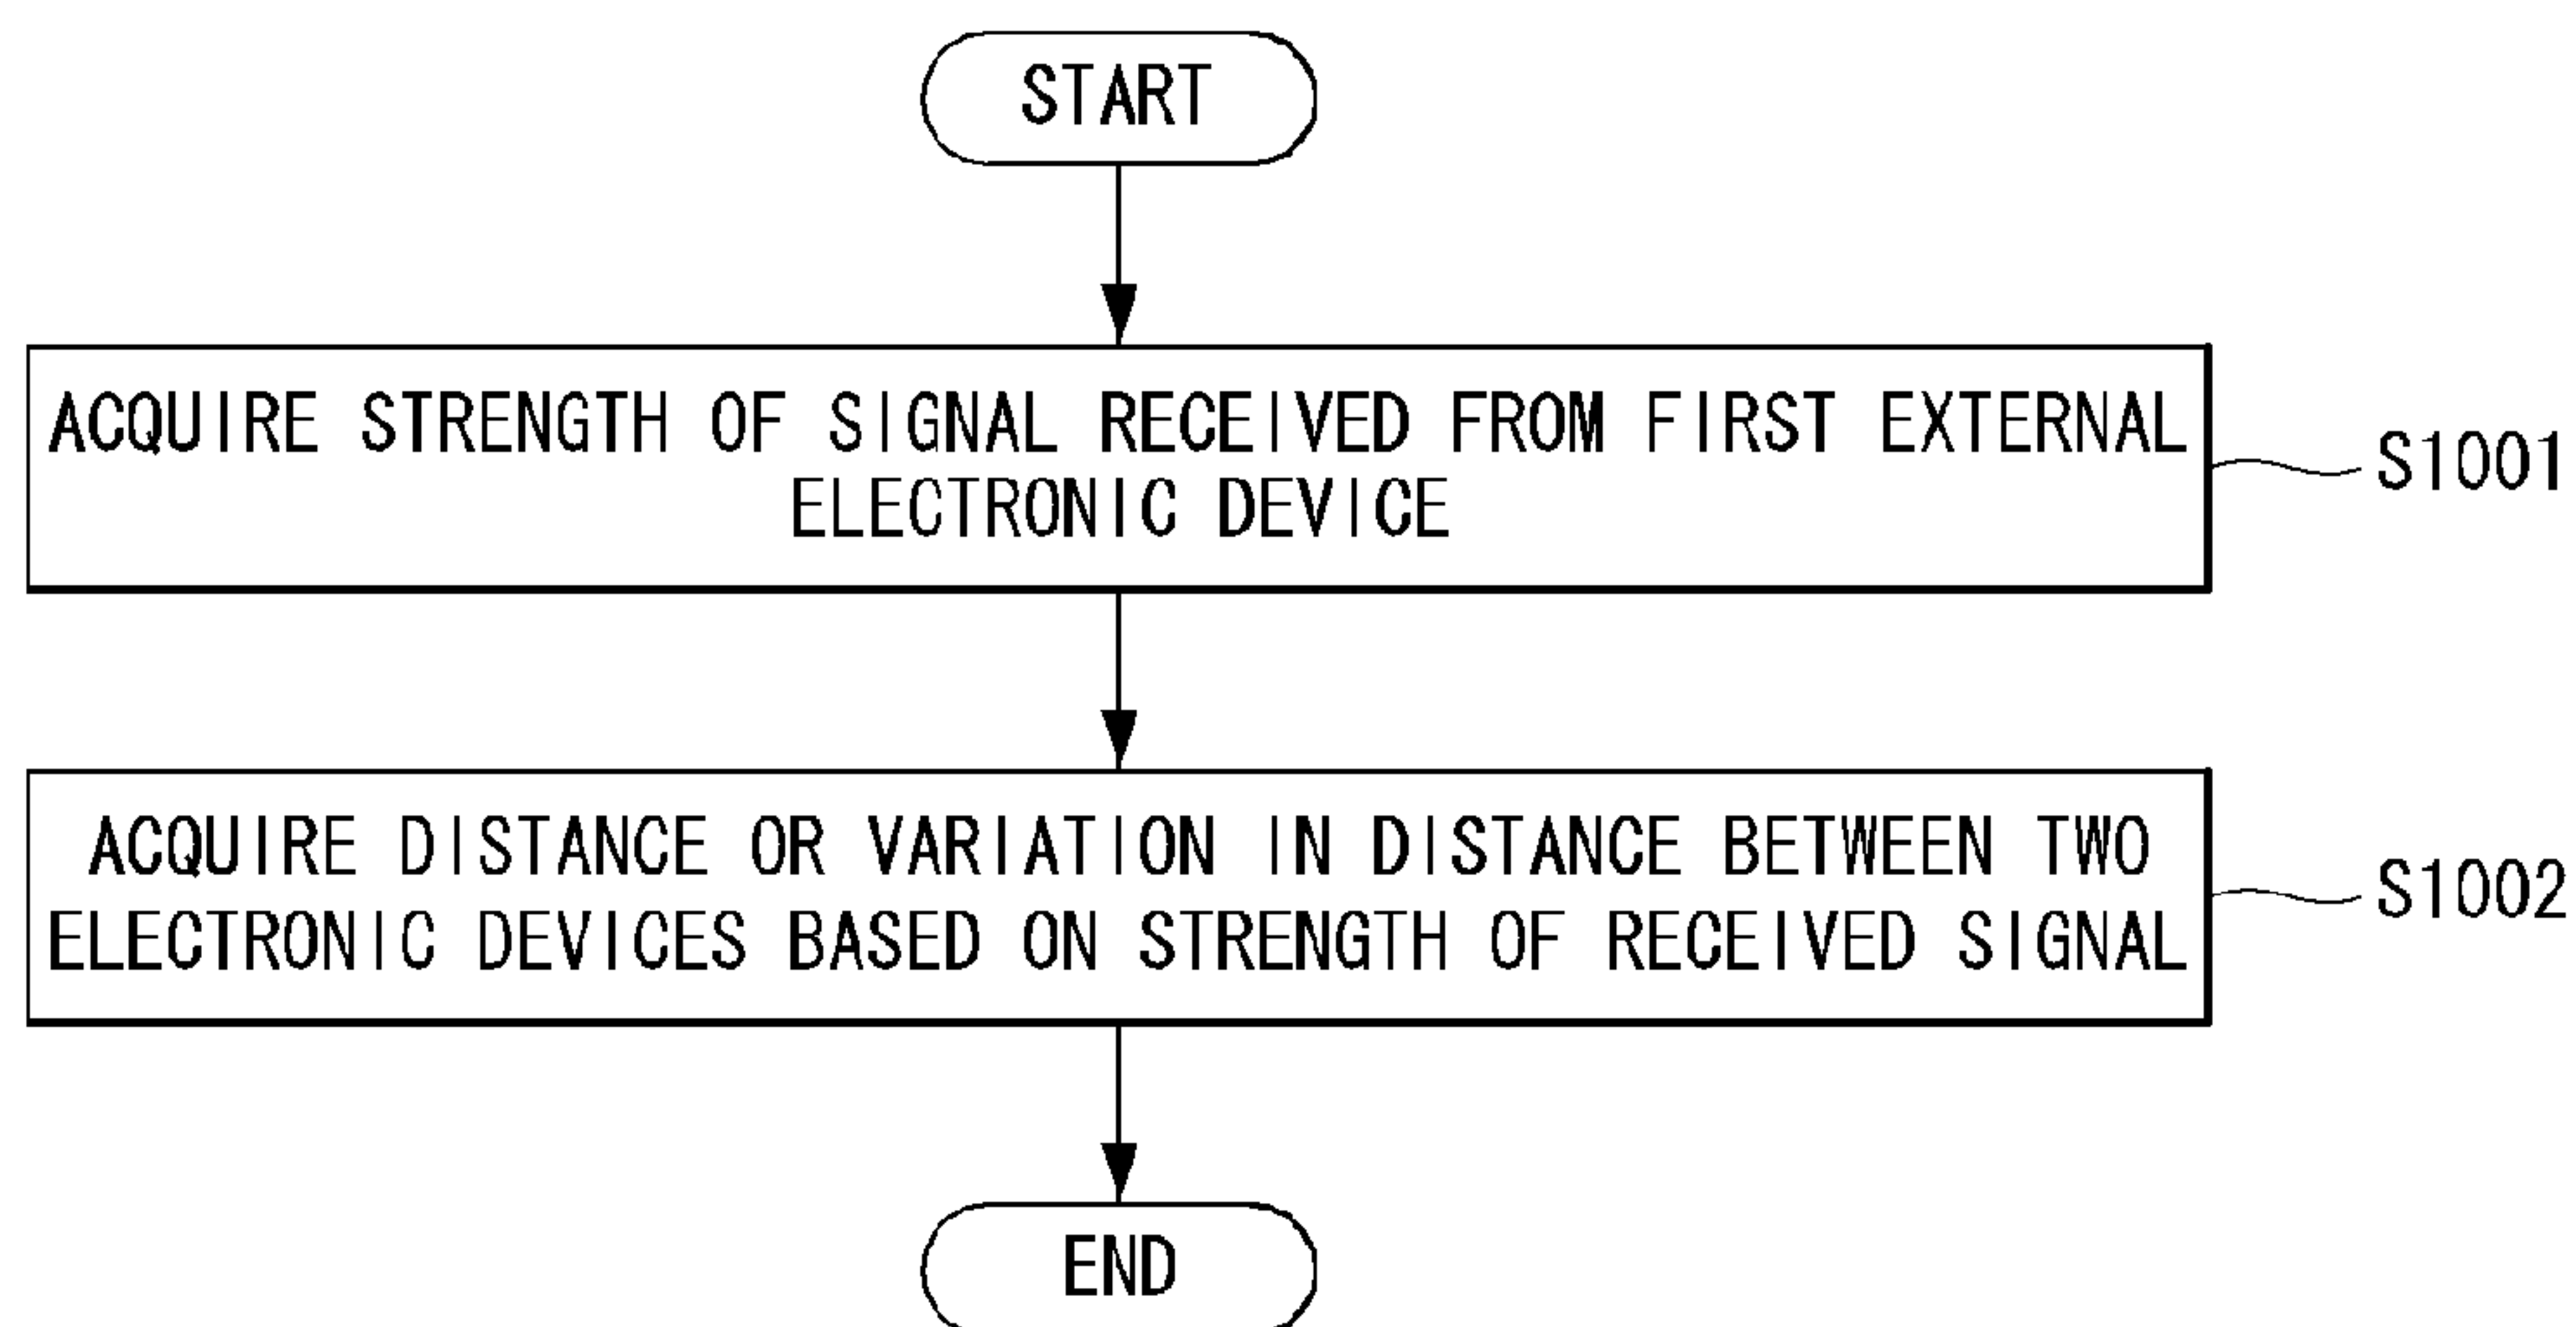 START
ACQUIRE STRENGTH OF SIGNAL RECEIVED FROM FIRST EXTERNAL
ELECTRONIC DEVICE
S1001
ACQUIRE DISTANCE OR VARIATION IN DISTANCE BETWEEN TWO
ELECTRONIC DEVICES BASED ON STRENGTH OF RECEIVED SIGNAL
S1002
END